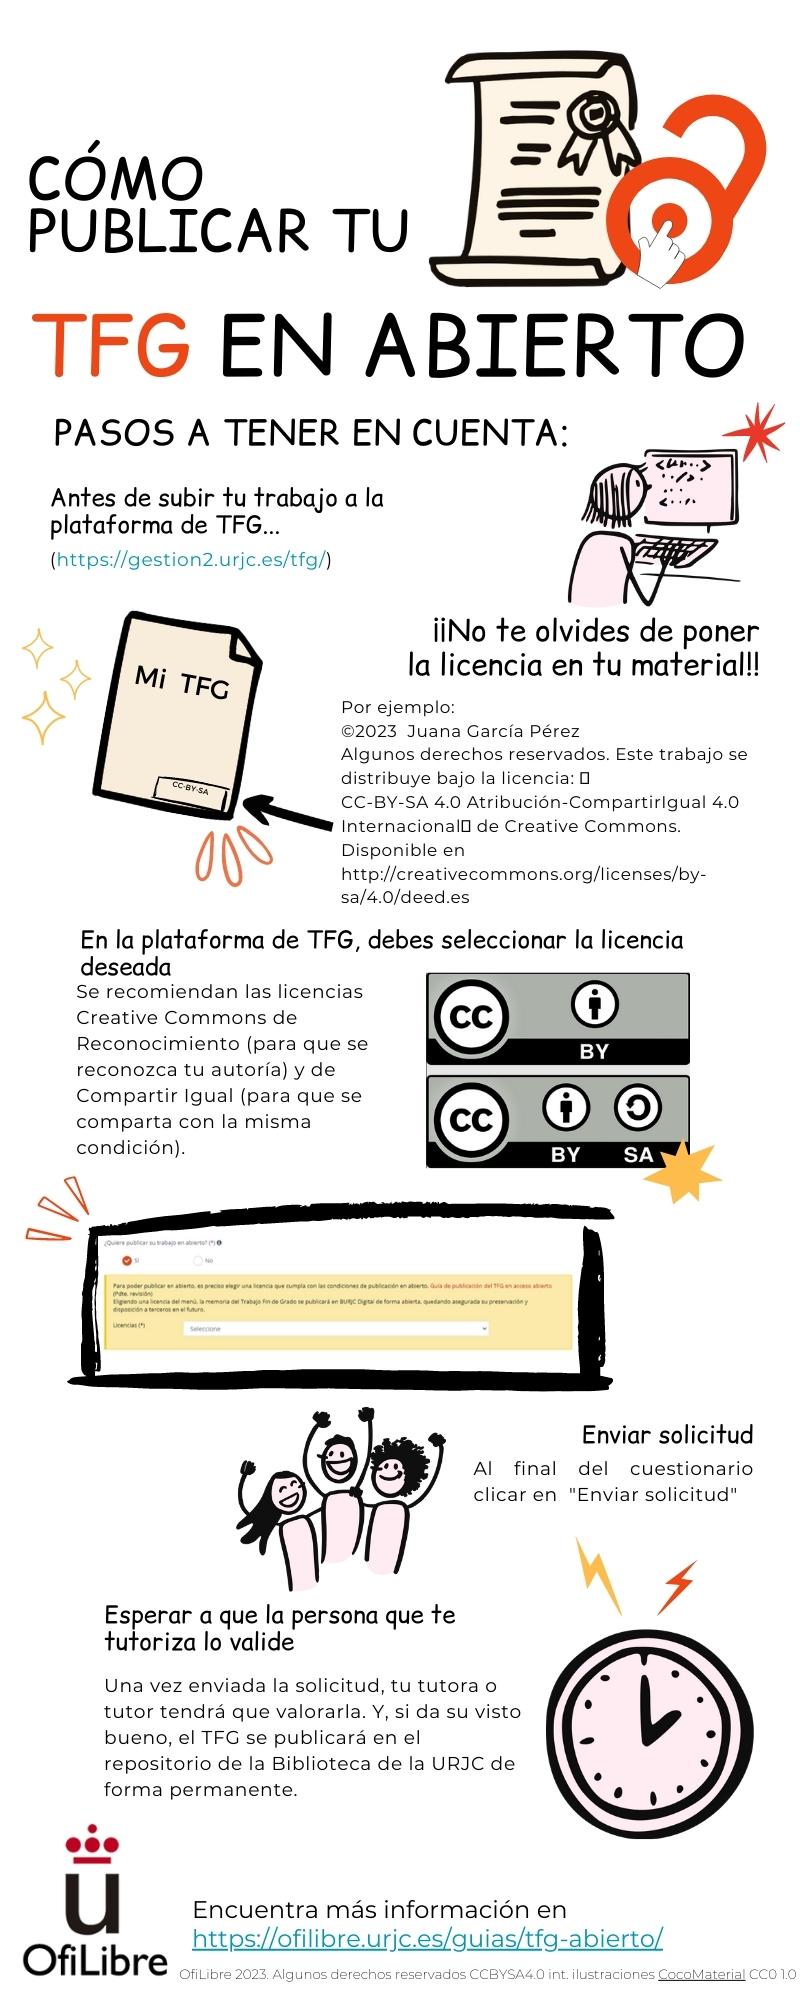 CÓMO
PUBLICAR TU
TFG EN ABIERTO
PASOS A TENER EN CUENTA:
Antes de subir tu trabajo a la
plataforma de TFG...
(https://gestion2.urjc.es/tfg/)
¡¡No te olvides de poner
la licencia en tu material!!
Mi TFG
CC-BY-SA
Por ejemplo:
©2023 Juana García Pérez
Algunos derechos reservados. Este trabajo se
distribuye bajo la licencia:
CC-BY-SA 4.0 Atribución-CompartirIgual 4.0
Internacional de Creative Commons.
Disponible en
http://creativecommons.org/licenses/by-
sa/4.0/deed.es
En la plataforma de TFG, debes seleccionar la licencia
deseada
Se recomiendan las licencias
Creative Commons de
Reconocimiento (para que se
reconozca tu autoría) y de
Compartir Igual (para que se
comparta con la misma
condición).
CC
BY
CC
BY SA
¿Quiere publicar su trabajo en abierto? (*)
Sí No
Para poder publicar en abierto, es preciso elegir una licencia que cumpla con las condiciones de publicación en abierto. Guía de publicación del TFG en acceso abierto
(Pdte. revisión)
Eligiendo una licencia del menú, la memoria del Trabajo Fin de Grado se publicará en BURJC Digital de forma abierta, quedando asegurada su preservación y
disposición a terceros en el futuro.
Licencias (*) Seleccione
Enviar solicitud
Al final del cuestionario
clicar en "Enviar solicitud"
Esperar a que la persona que te
tutoriza lo valide
Una vez enviada la solicitud, tu tutora o
tutor tendrá que valorarla. Y, si da su visto
bueno, el TFG se publicará en el
repositorio de la Biblioteca de la URJC de
forma permanente.
u
OfiLibre
Encuentra más información en
https://ofilibre.urjc.es/guias/tfg-abierto/
OfiLibre 2023. Algunos derechos reservados CCBYSA4.0 int. ilustraciones CocoMaterial CC0 1.0